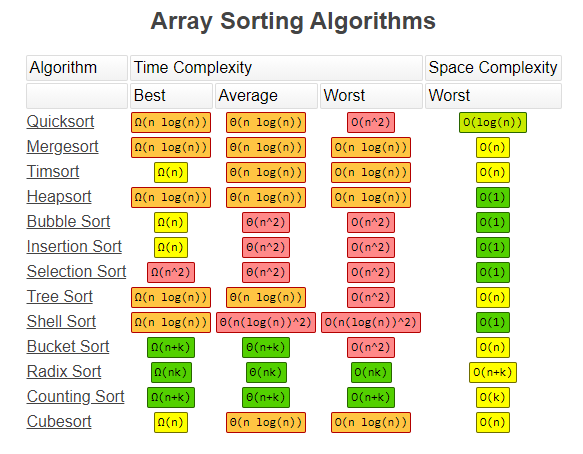 Array Sorting Algorithms
Algorithm Time Complexity Space Complexity
Best Average Worst Worst
Quicksort Ω(n log(n)) Θ(n log(n)) O(n^2) O(log(n))
Mergesort Ω(n log(n)) Θ(n log(n)) O(n log(n)) O(n)
Timsort Ω(n) Θ(n log(n)) O(n log(n)) O(n)
Heapsort Ω(n log(n)) Θ(n log(n)) O(n log(n)) O(1)
Bubble Sort Ω(n) Θ(n^2) O(n^2) O(1)
Insertion Sort Ω(n) Θ(n^2) O(n^2) O(1)
Selection Sort Ω(n^2) Θ(n^2) O(n^2) O(1)
Tree Sort Ω(n log(n)) Θ(n log(n)) O(n^2) O(n)
Shell Sort Ω(n log(n)) Θ(n(log(n))^2) O(n(log(n))^2) O(1)
Bucket Sort Ω(n+k) Θ(n+k) O(n^2) O(n)
Radix Sort Ω(nk) Θ(nk) O(nk) O(n+k)
Counting Sort Ω(n+k) Θ(n+k) O(n+k) O(k)
Cubesort Ω(n) Θ(n log(n)) O(n log(n)) O(n)